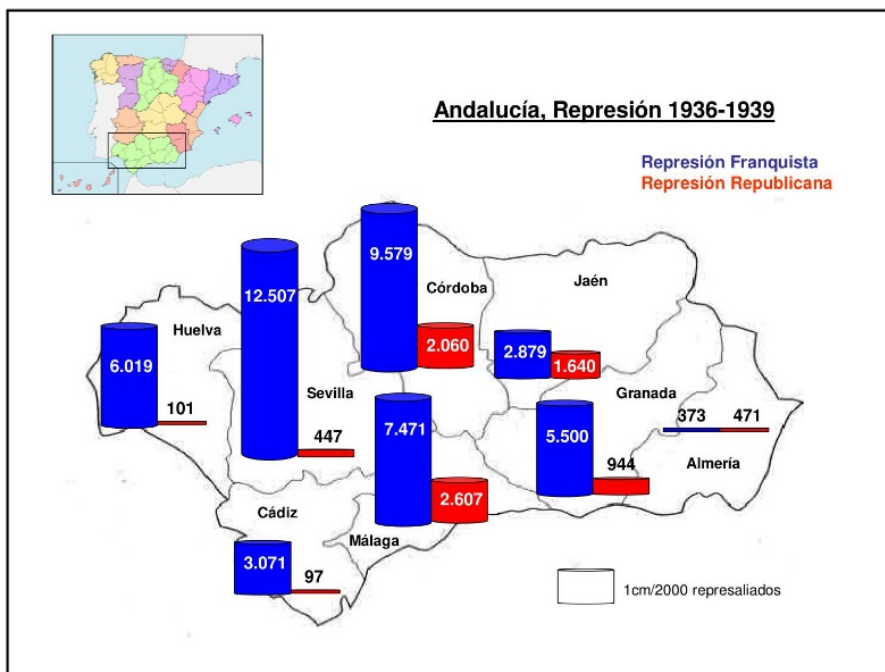 Andalucía, Represión 1936-1939
Represión Franquista
Represión Republicana
9.579
Córdoba
2.060
Jaén
12.507
Sevilla
447
Huelva
6.019
101
2.879
1.640
Granada
5.500
944
373
471
Almería
7.471
2.607
Málaga
Cádiz
3.071
97
1cm/2000 represaliados